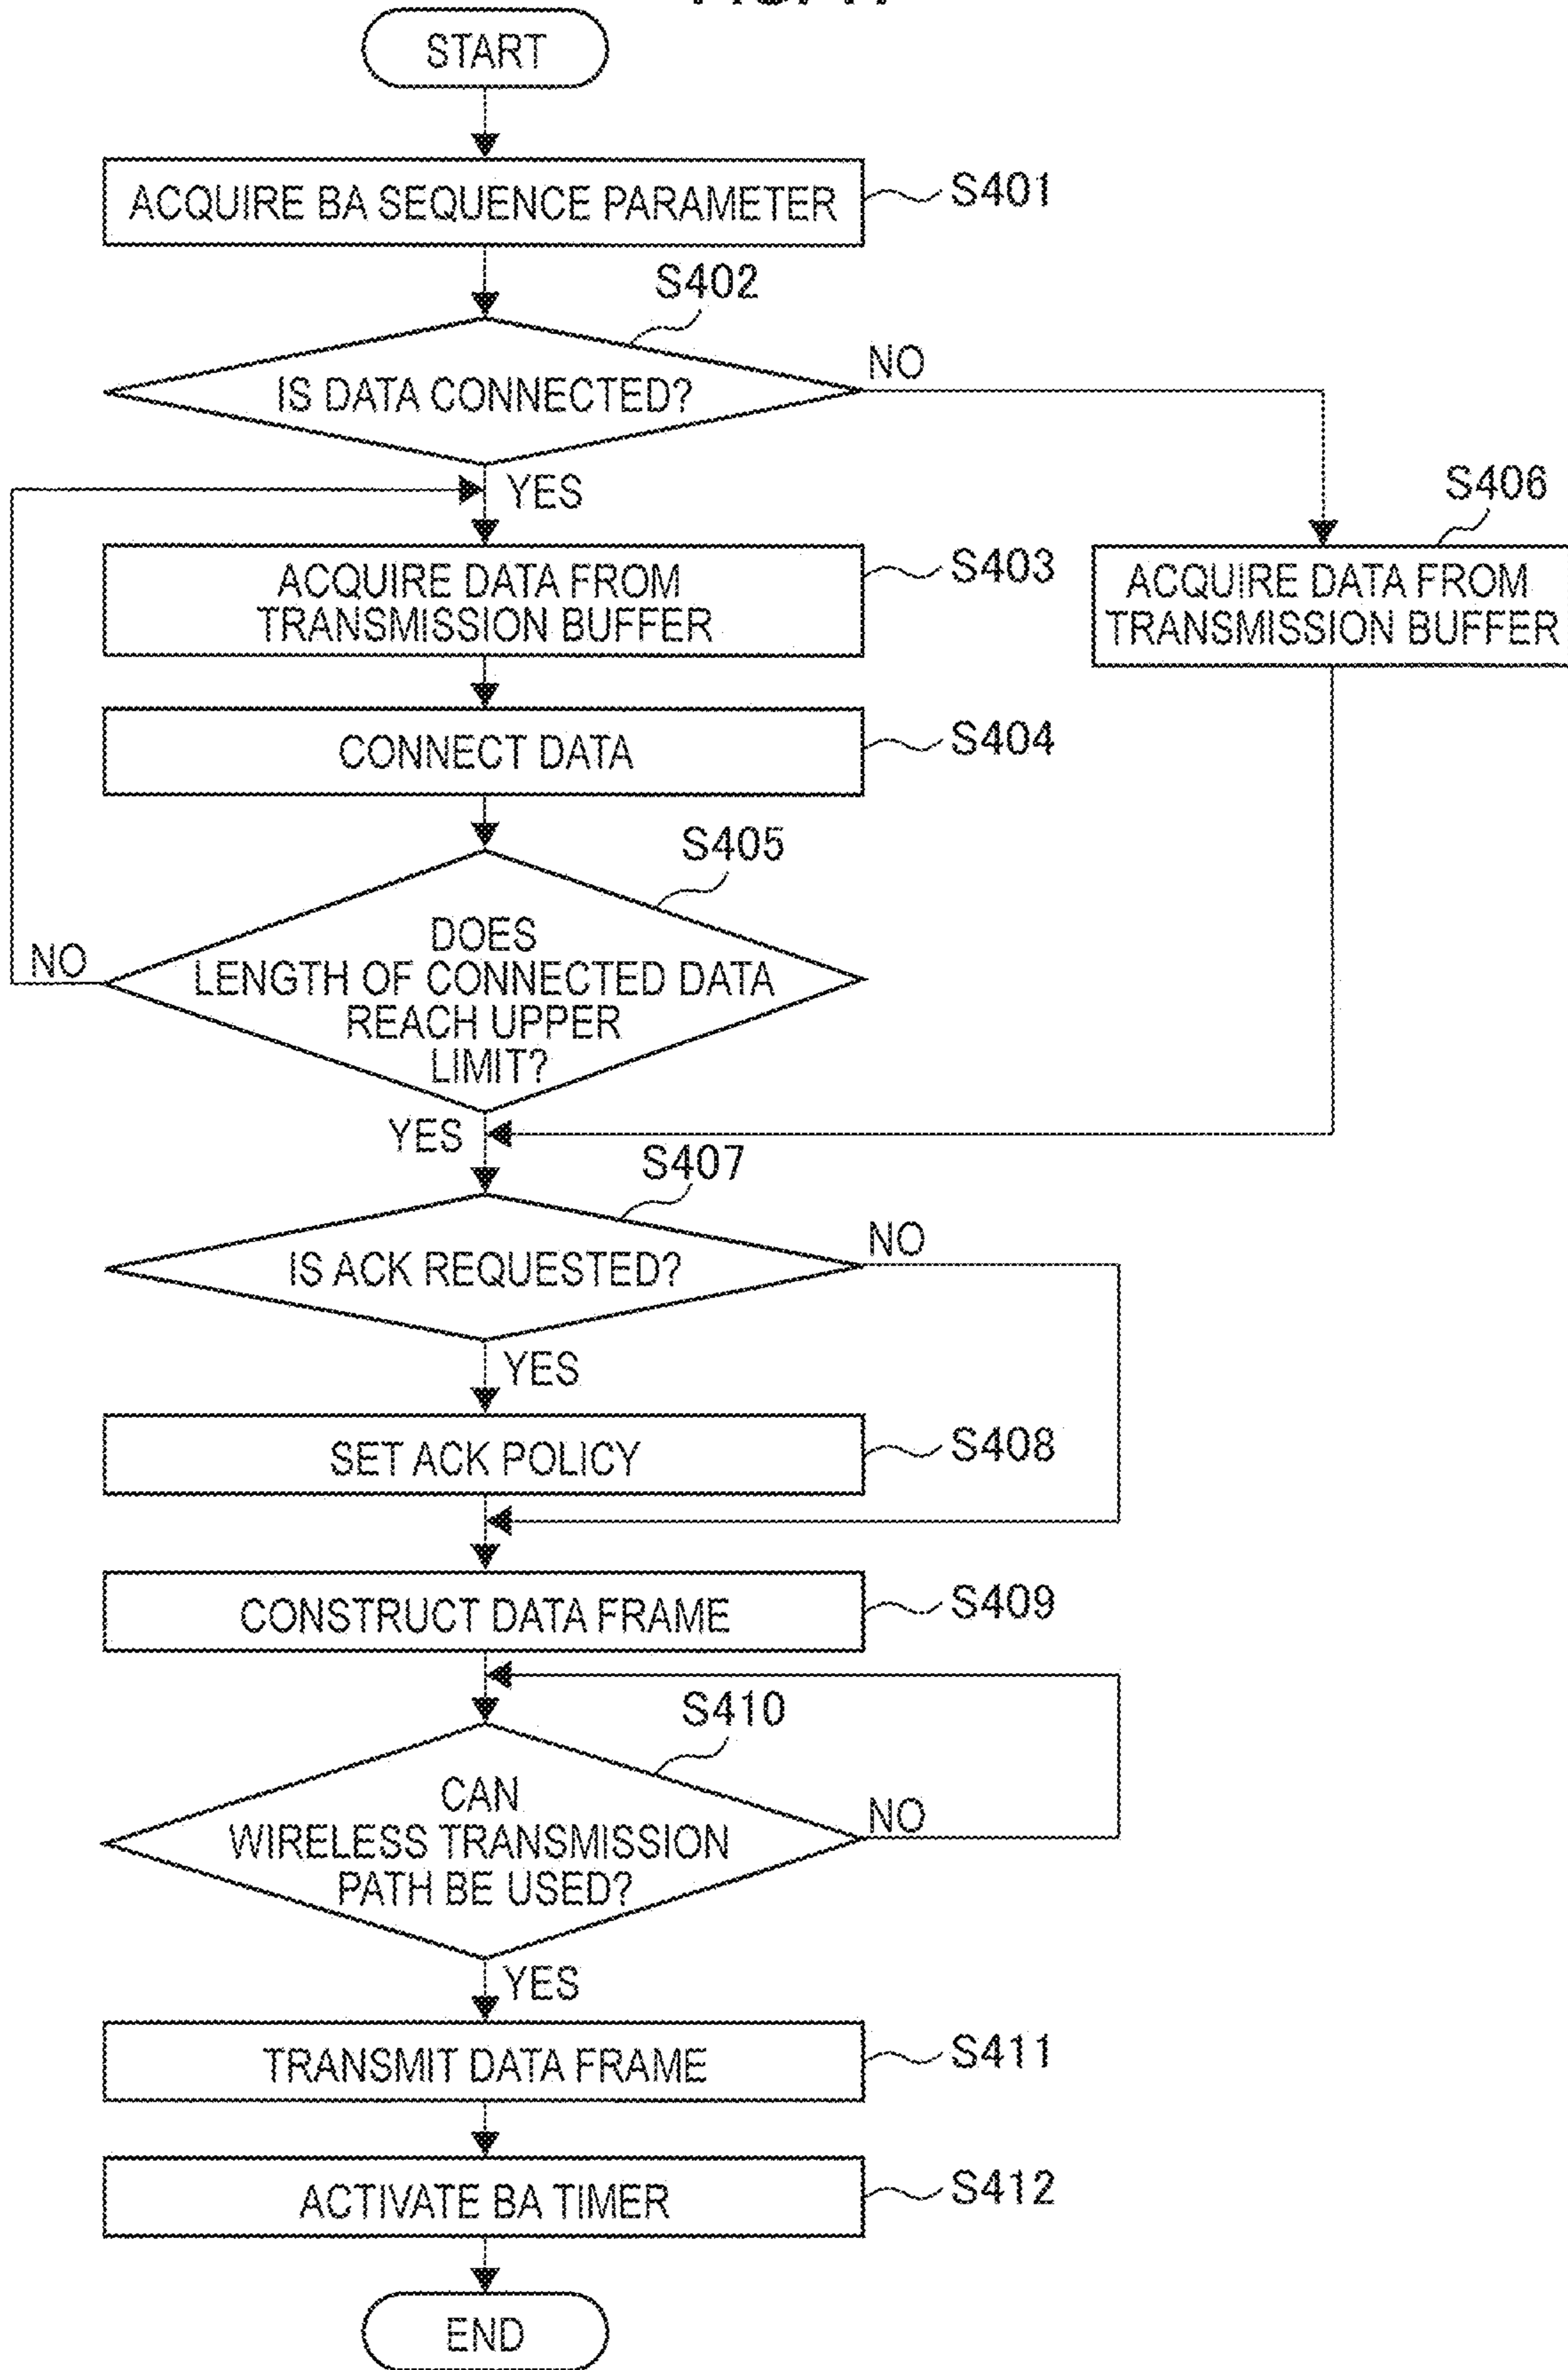 START
ACQUIRE BA SEQUENCE PARAMETER
S401
S402
IS DATA CONNECTED?
NO
YES
S403
ACQUIRE DATA FROM
TRANSMISSION BUFFER
S406
ACQUIRE DATA FROM
TRANSMISSION BUFFER
CONNECT DATA
S404
S405
DOES
LENGTH OF CONNECTED DATA
REACH UPPER
LIMIT?
NO
YES
S407
IS ACK REQUESTED?
NO
YES
SET ACK POLICY
S408
CONSTRUCT DATA FRAME
S409
S410
CAN
WIRELESS TRANSMISSION
PATH BE USED?
NO
YES
TRANSMIT DATA FRAME
S411
ACTIVATE BA TIMER
S412
END